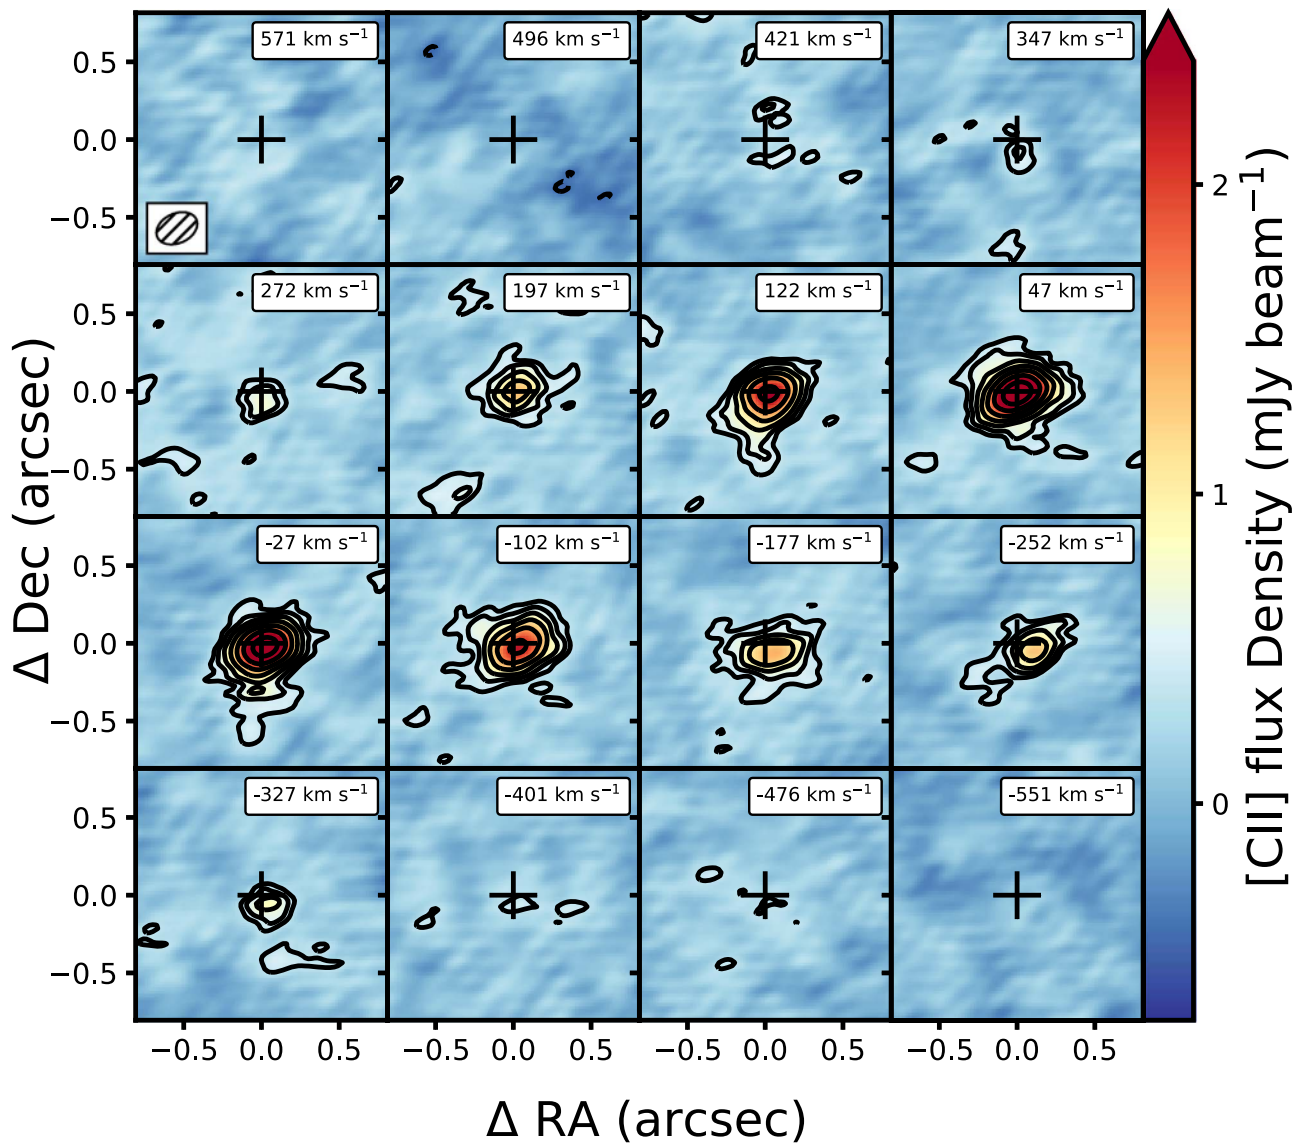 571 km s⁻¹
496 km s⁻¹
421 km s⁻¹
347 km s⁻¹
0.5
0.0
−0.5
272 km s⁻¹
197 km s⁻¹
122 km s⁻¹
47 km s⁻¹
0.5
0.0
−0.5
-27 km s⁻¹
-102 km s⁻¹
-177 km s⁻¹
-252 km s⁻¹
0.5
0.0
−0.5
-327 km s⁻¹
-401 km s⁻¹
-476 km s⁻¹
-551 km s⁻¹
0.5
0.0
−0.5
−0.5 0.0 0.5
−0.5 0.0 0.5
−0.5 0.0 0.5
−0.5 0.0 0.5
Δ RA (arcsec)
Δ Dec (arcsec)
2
1
0
[CII] flux Density (mJy beam⁻¹)